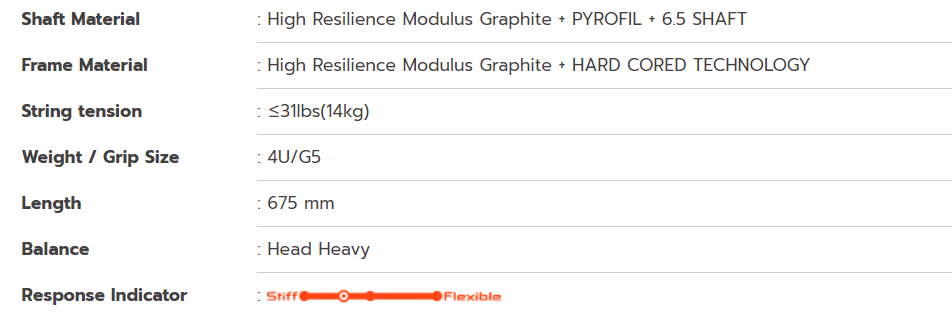 Shaft Material : High Resilience Modulus Graphite + PYROFIL + 6.5 SHAFT
Frame Material : High Resilience Modulus Graphite + HARD CORED TECHNOLOGY
String tension : ≤31lbs(14kg)
Weight / Grip Size : 4U/G5
Length : 675 mm
Balance : Head Heavy
Response Indicator : Stiff Flexible